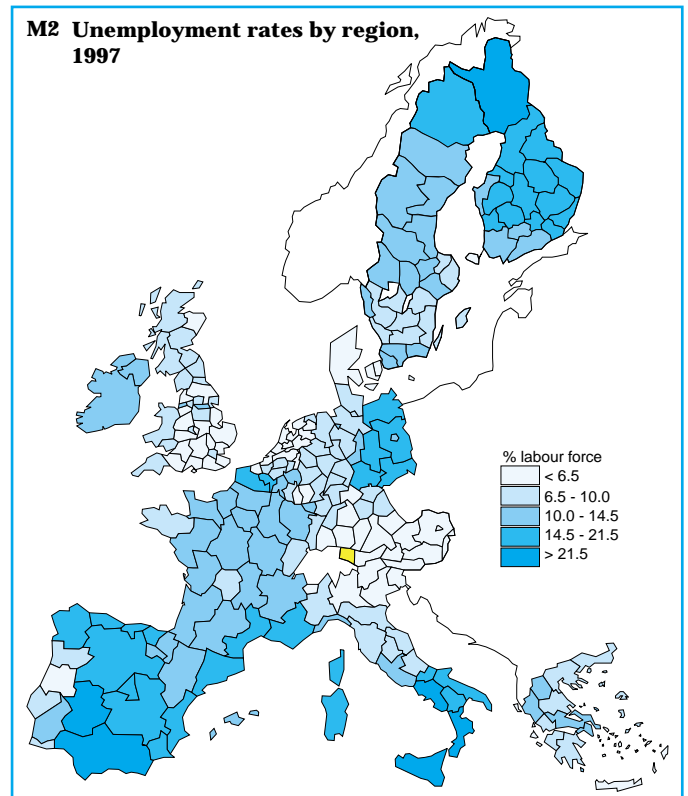 M2 Unemployment rates by region,
1997
% labour force
< 6.5
6.5 - 10.0
10.0 - 14.5
14.5 - 21.5
> 21.5